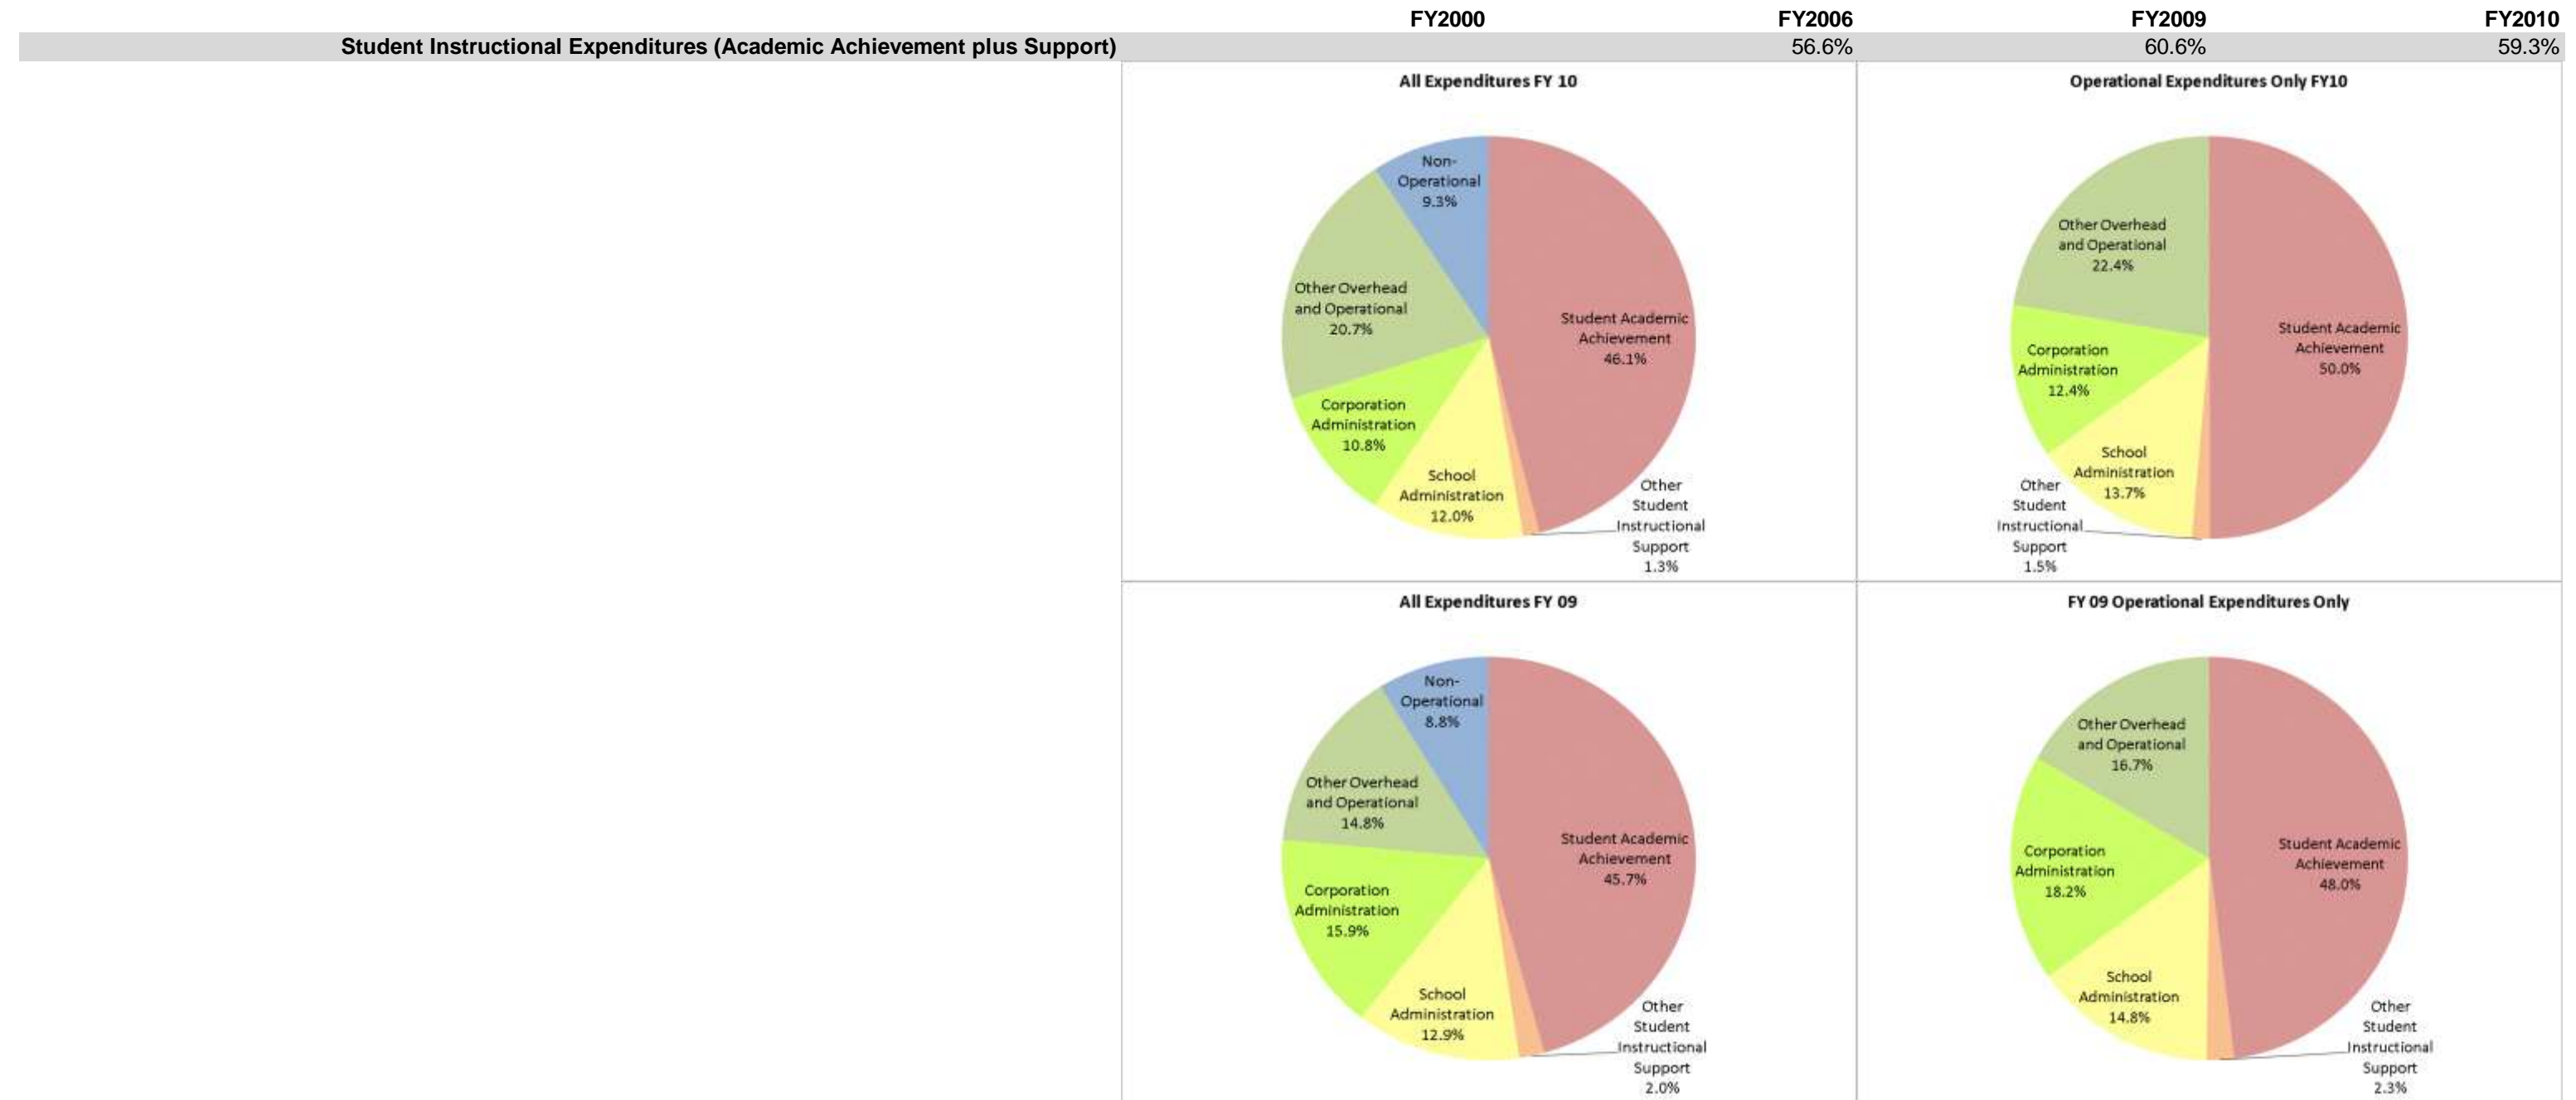 FY2000 FY2006 FY2009 FY2010
Student Instructional Expenditures (Academic Achievement plus Support) 56.6% 60.6% 59.3%
All Expenditures FY 10
Non-
Operational
9.3%
Other Overhead
and Operational
20.7%
Corporation
Administration
10.8%
School
Administration
12.0%
Student Academic
Achievement
46.1%
Other
Student
Instructional
Support
1.3%
Operational Expenditures Only FY10
Other Overhead
and Operational
22.4%
Corporation
Administration
12.4%
School
Administration
13.7%
Other
Student
Instructional
Support
1.5%
Student Academic
Achievement
50.0%
All Expenditures FY 09
Non-
Operational
8.8%
Other Overhead
and Operational
14.8%
Corporation
Administration
15.9%
School
Administration
12.9%
Student Academic
Achievement
45.7%
Other
Student
Instructional
Support
2.0%
FY 09 Operational Expenditures Only
Other Overhead
and Operational
16.7%
Corporation
Administration
18.2%
School
Administration
14.8%
Student Academic
Achievement
48.0%
Other
Student
Instructional
Support
2.3%